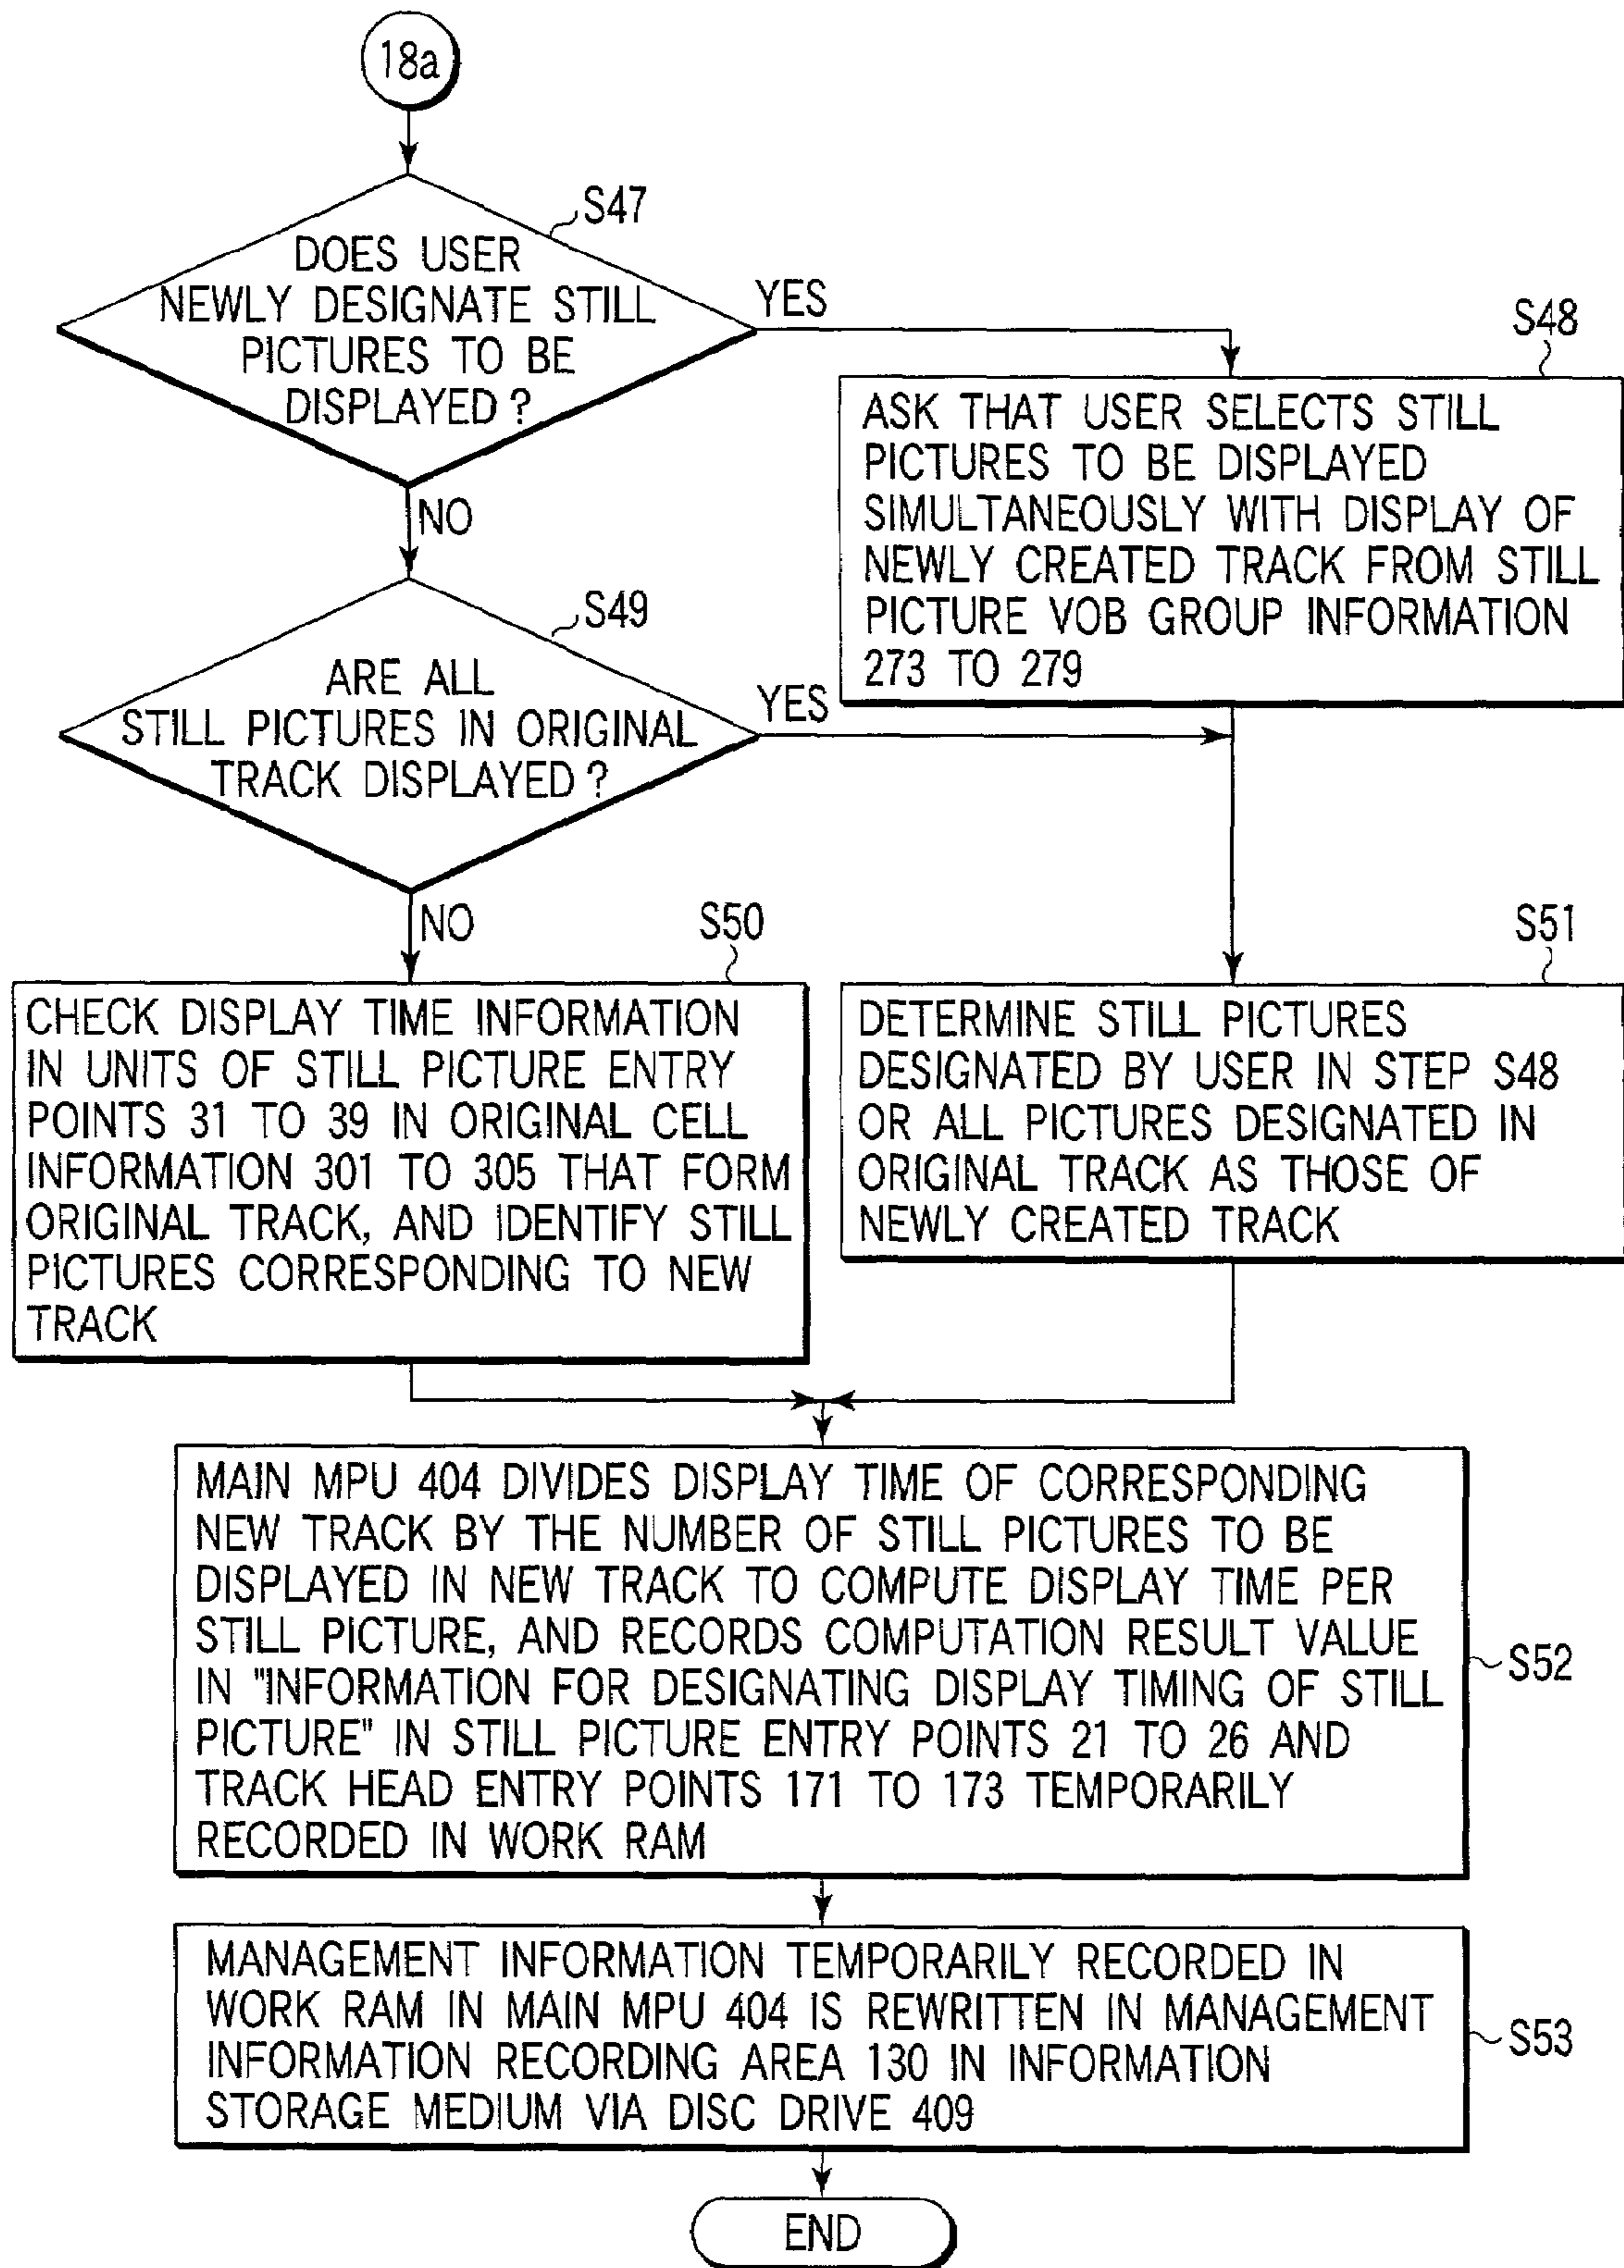 18a
S47
DOES USER
NEWLY DESIGNATE STILL
PICTURES TO BE
DISPLAYED?
YES
NO
S48
ASK THAT USER SELECTS STILL
PICTURES TO BE DISPLAYED
SIMULTANEOUSLY WITH DISPLAY OF
NEWLY CREATED TRACK FROM STILL
PICTURE VOB GROUP INFORMATION
273 TO 279
S49
ARE ALL
STILL PICTURES IN ORIGINAL
TRACK DISPLAYED?
YES
NO
S50
CHECK DISPLAY TIME INFORMATION
IN UNITS OF STILL PICTURE ENTRY
POINTS 31 TO 39 IN ORIGINAL CELL
INFORMATION 301 TO 305 THAT FORM
ORIGINAL TRACK, AND IDENTIFY STILL
PICTURES CORRESPONDING TO NEW
TRACK
S51
DETERMINE STILL PICTURES
DESIGNATED BY USER IN STEP S48
OR ALL PICTURES DESIGNATED IN
ORIGINAL TRACK AS THOSE OF
NEWLY CREATED TRACK
MAIN MPU 404 DIVIDES DISPLAY TIME OF CORRESPONDING
NEW TRACK BY THE NUMBER OF STILL PICTURES TO BE
DISPLAYED IN NEW TRACK TO COMPUTE DISPLAY TIME PER
STILL PICTURE, AND RECORDS COMPUTATION RESULT VALUE
IN "INFORMATION FOR DESIGNATING DISPLAY TIMING OF STILL
PICTURE" IN STILL PICTURE ENTRY POINTS 21 TO 26 AND
TRACK HEAD ENTRY POINTS 171 TO 173 TEMPORARILY
RECORDED IN WORK RAM
S52
MANAGEMENT INFORMATION TEMPORARILY RECORDED IN
WORK RAM IN MAIN MPU 404 IS REWRITTEN IN MANAGEMENT
INFORMATION RECORDING AREA 130 IN INFORMATION
STORAGE MEDIUM VIA DISC DRIVE 409
S53
END